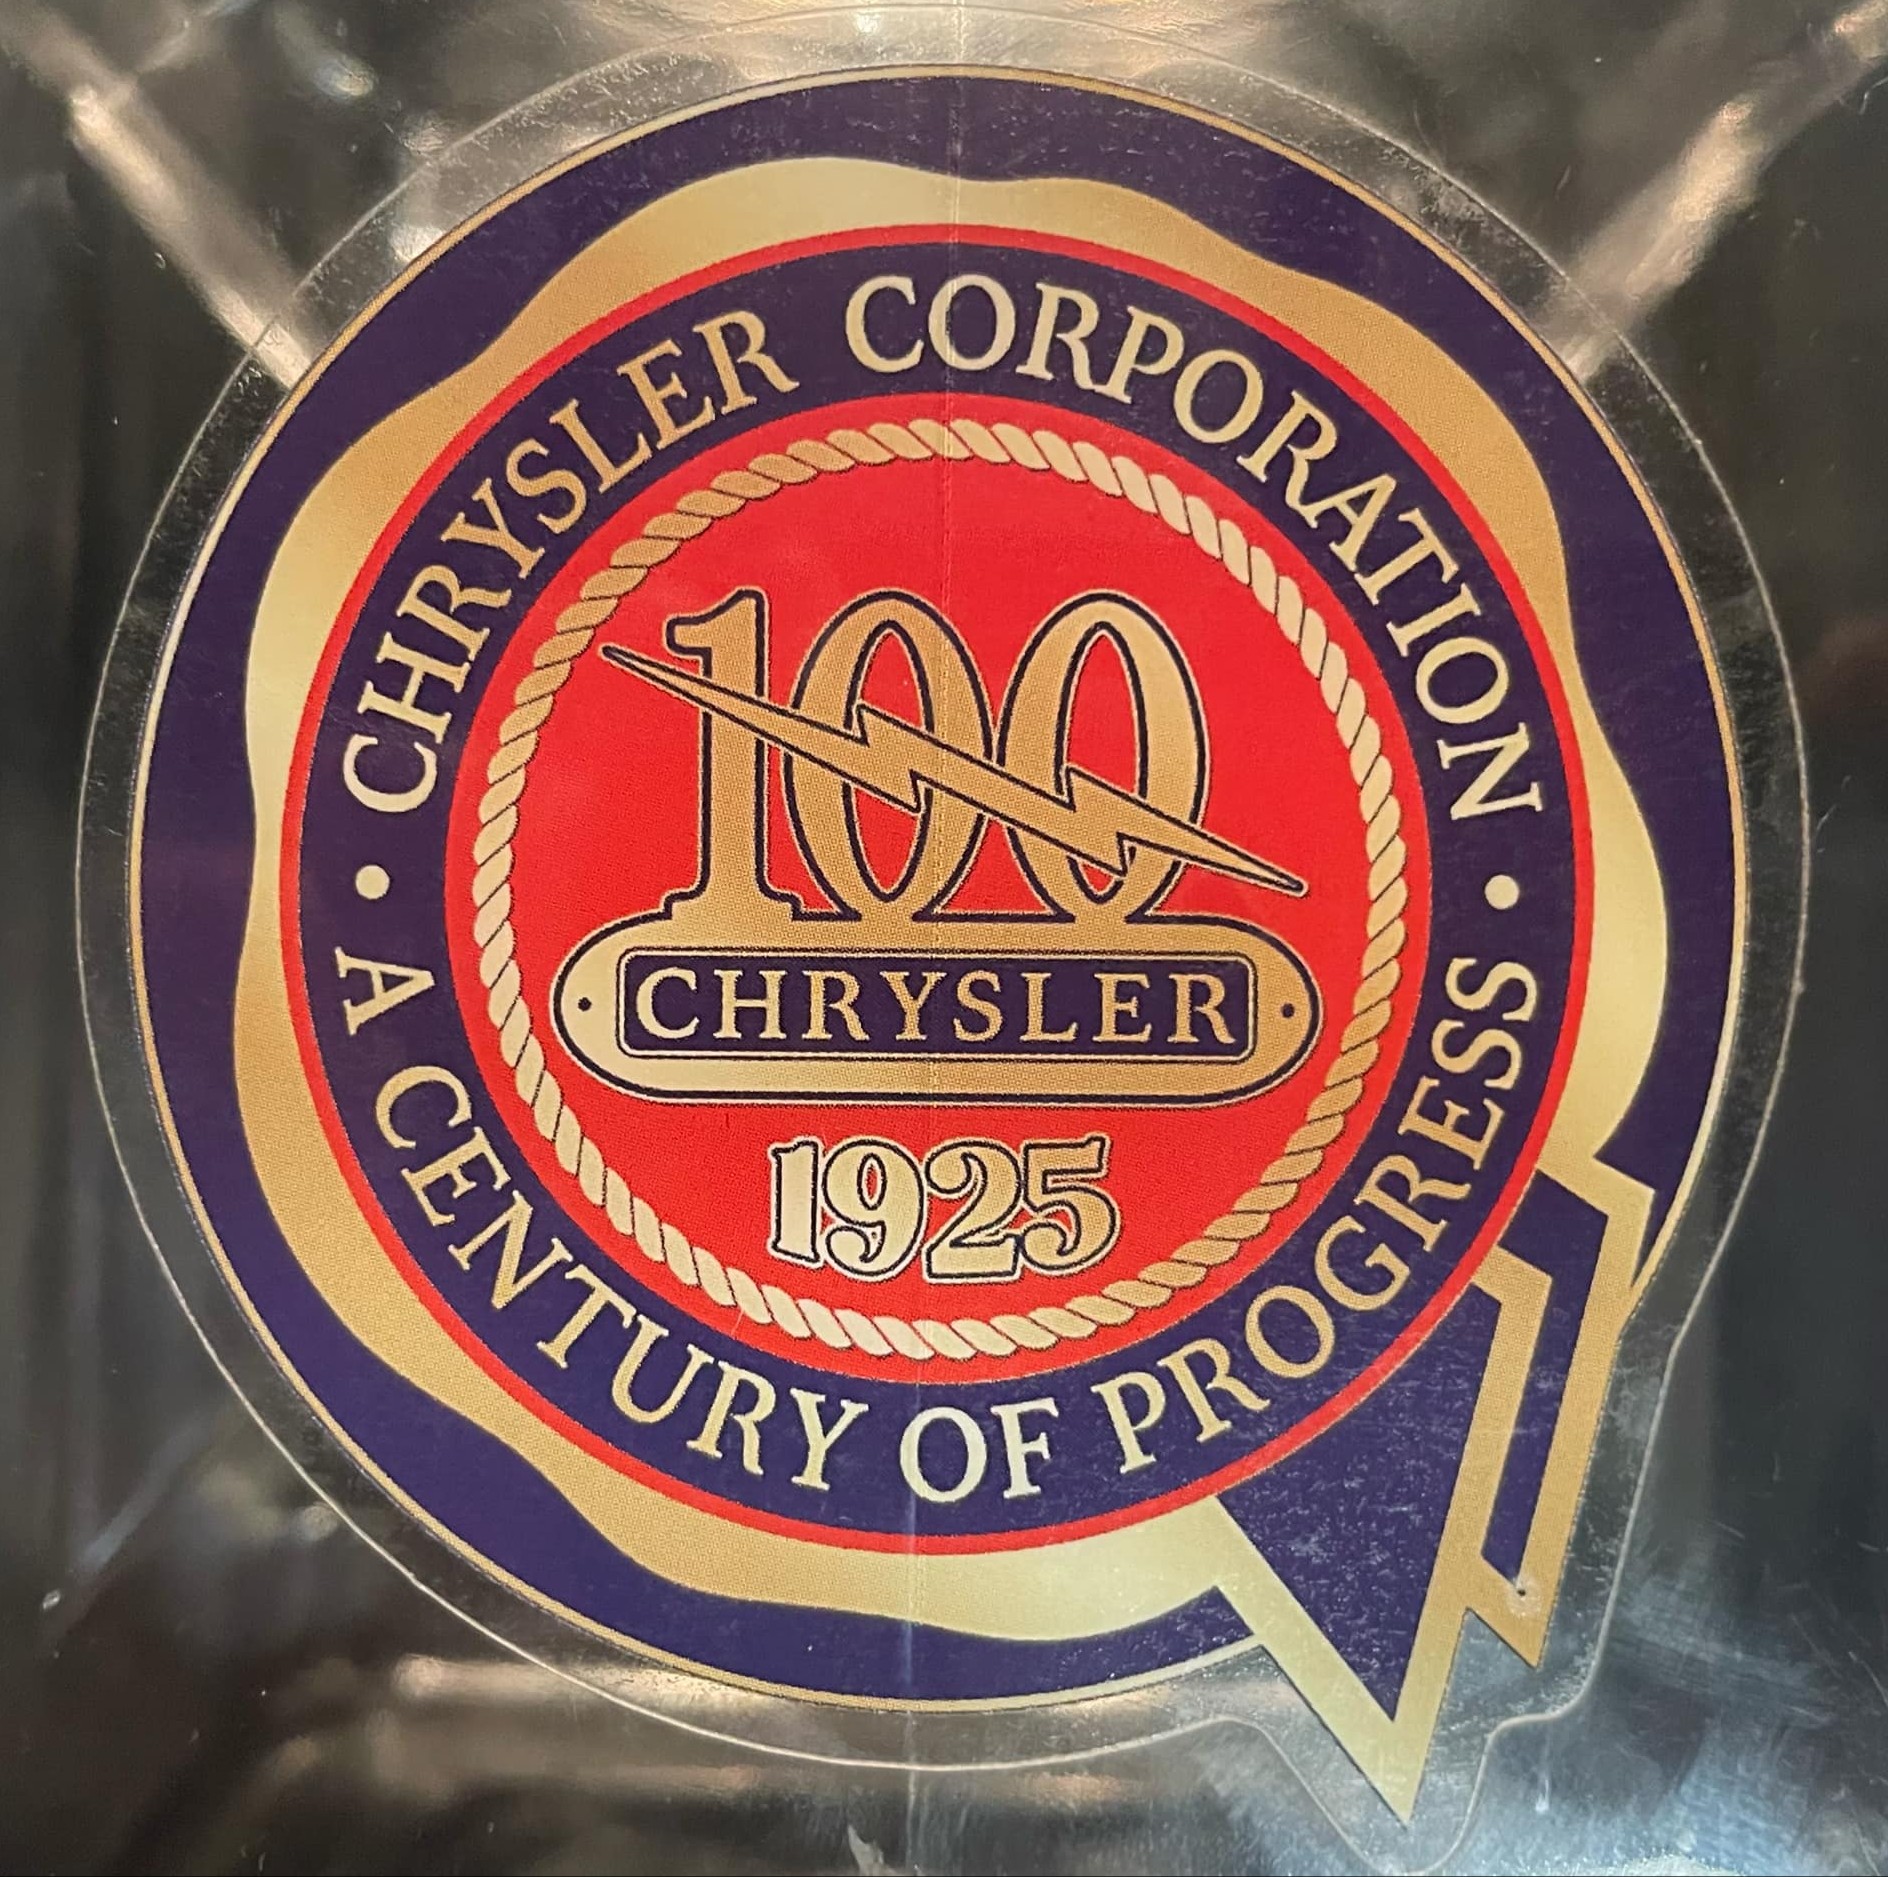 CHRYSLER CORPORATION
100
CHRYSLER
1925
• A CENTURY OF PROGRESS •